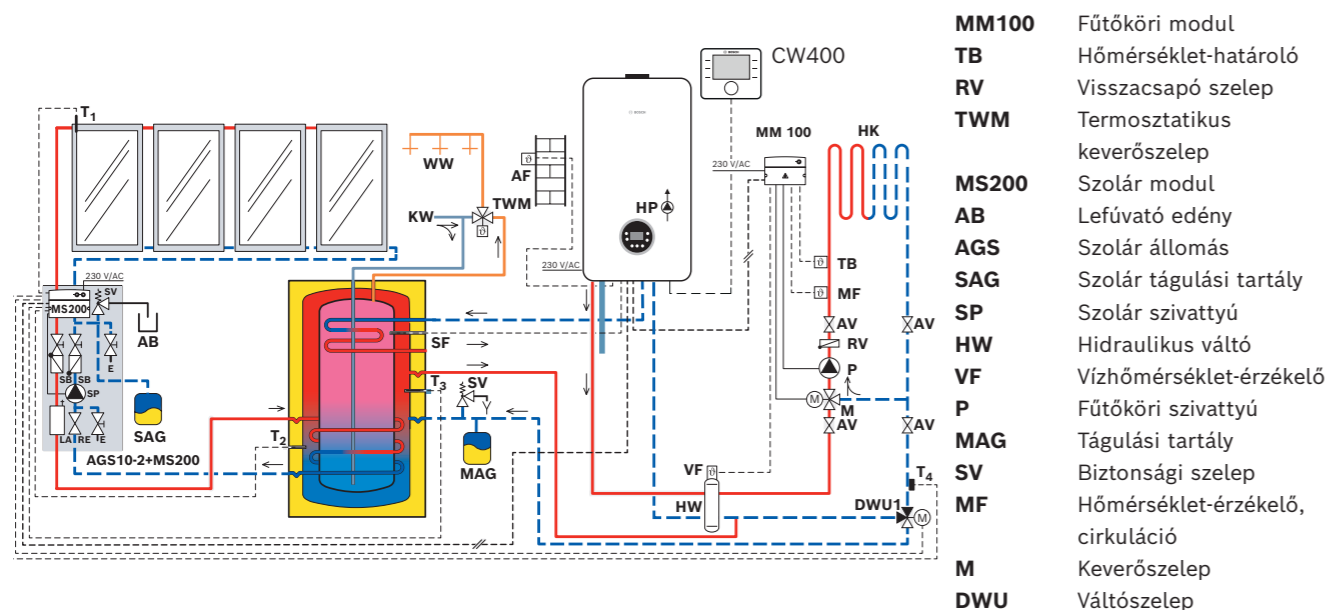 CW400
T1
WW
AF
TWM
KW
HP
230 V/AC
230 V/AC
MM 100
HK
230 V/AC
MS200
SV
AB
E
SB SB
SP
LA RE E
SAG
AGS10-2+MS200
T2
SF
T3
SV
MAG
TB
MF
AV
AV
RV
P
M
M
AV
AV
VF
HW
T4
DWU1
M
MM100 Fűtőköri modul
TB Hőmérséklet-határoló
RV Visszacsapó szelep
TWM Termosztatikus
keverőszelep
MS200 Szolár modul
AB Lefúvató edény
AGS Szolár állomás
SAG Szolár tágulási tartály
SP Szolár szivattyú
HW Hidraulikus váltó
VF Vízhőmérséklet-érzékelő
P Fűtőköri szivattyú
MAG Tágulási tartály
SV Biztonsági szelep
MF Hőmérséklet-érzékelő,
cirkuláció
M Keverőszelep
DWU Váltószelep